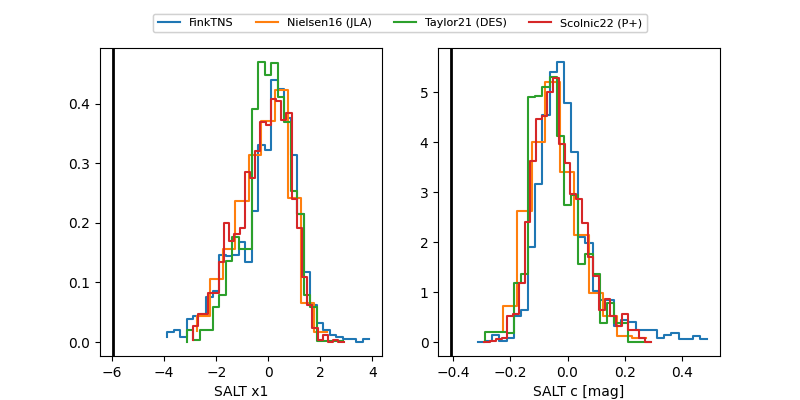 FinkTNS Nielsen16 (JLA) Taylor21 (DES) Scolnic22 (P+)
0.4
0.3
0.2
0.1
0.0
−6 −4 −2 0 2 4
SALT x1
5
4
3
2
1
0
−0.4 −0.2 0.0 0.2 0.4
SALT c [mag]